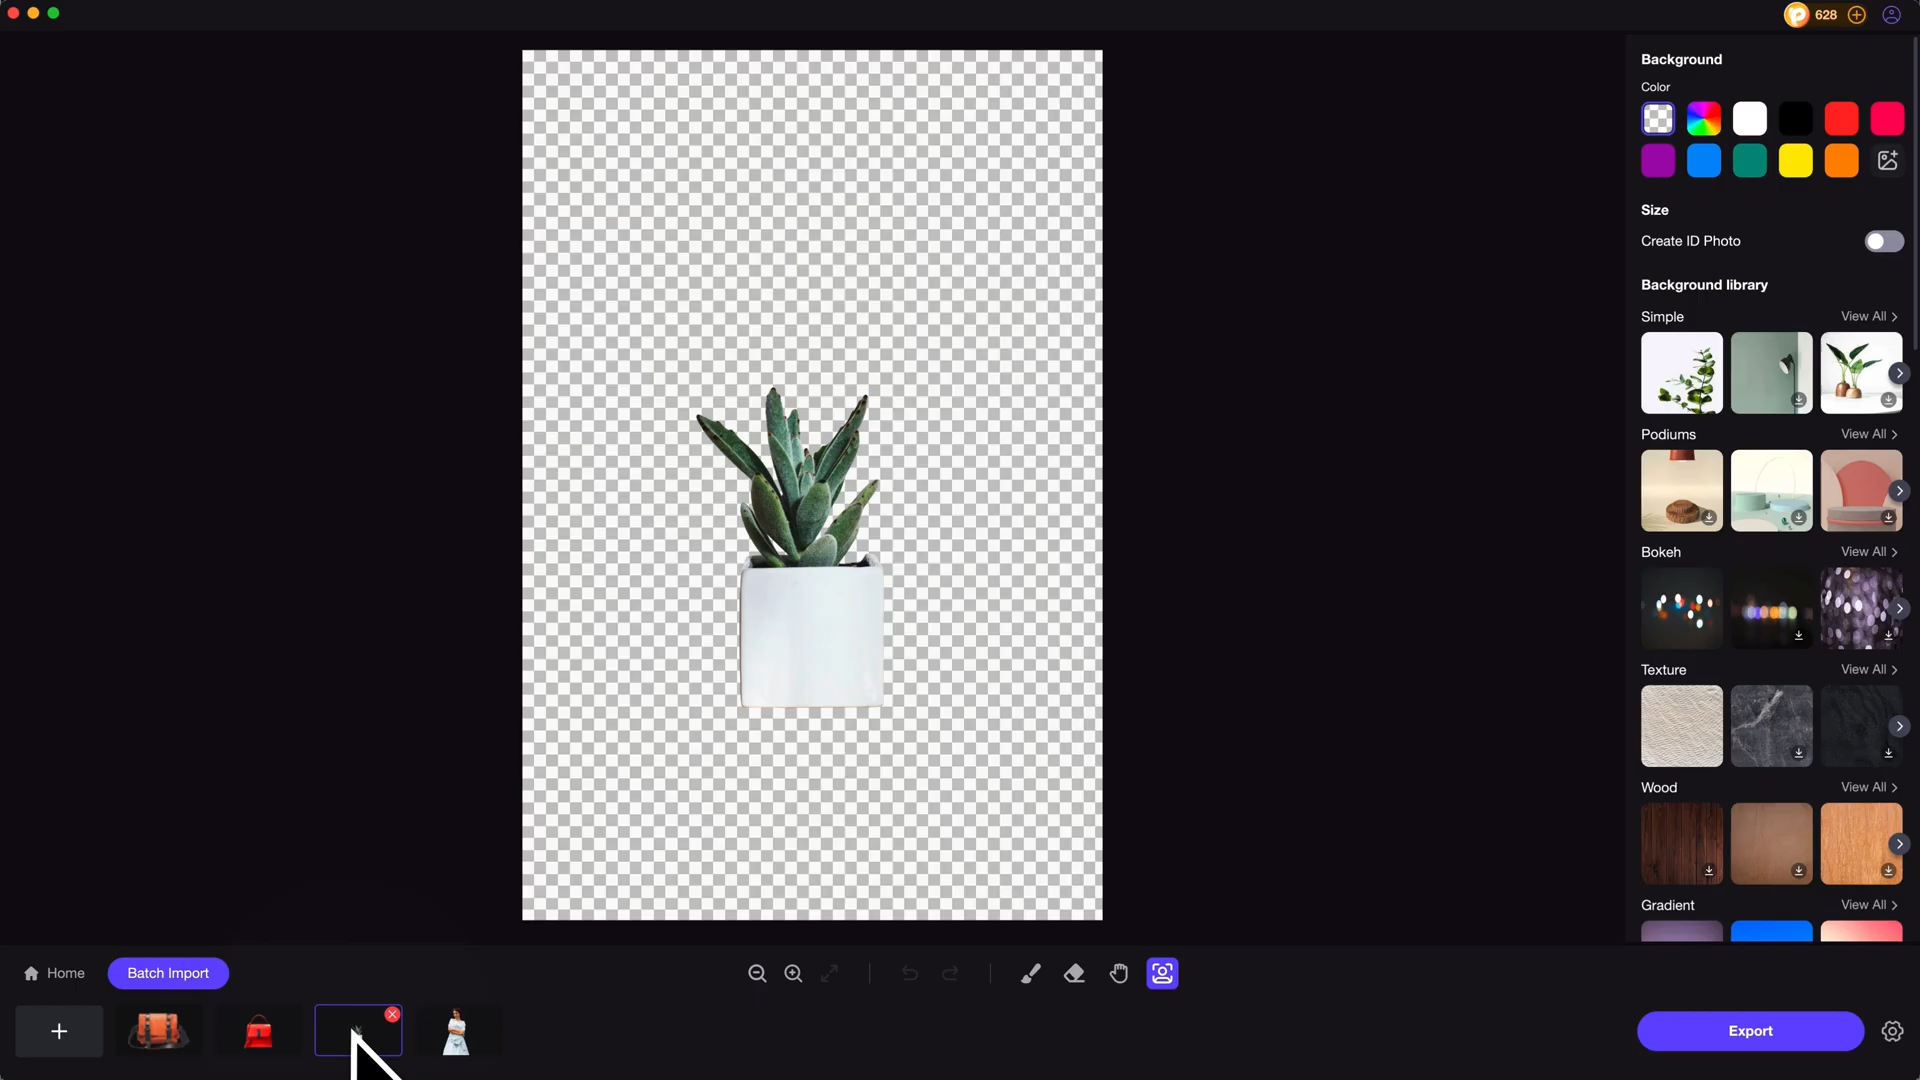 628
Background
Color
Size
Create ID Photo
Background library
Simple View All
Podiums View All
Bokeh View All
Texture View All
Wood View All
Gradient View All
Home Batch Import
Export